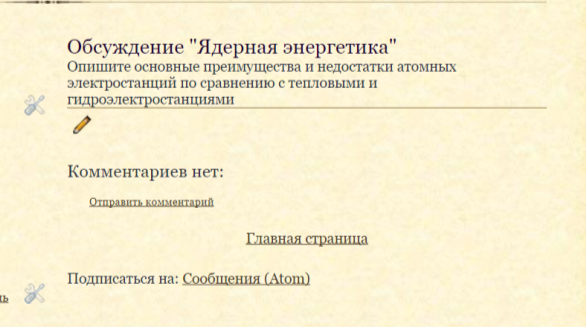 Обсуждение "Ядерная энергетика"
Опишите основные преимущества и недостатки атомных
электростанций по сравнению с тепловыми и
гидроэлектростанциями
Комментариев нет:
Отправить комментарий
Главная страница
Подписаться на: Сообщения (Atom)